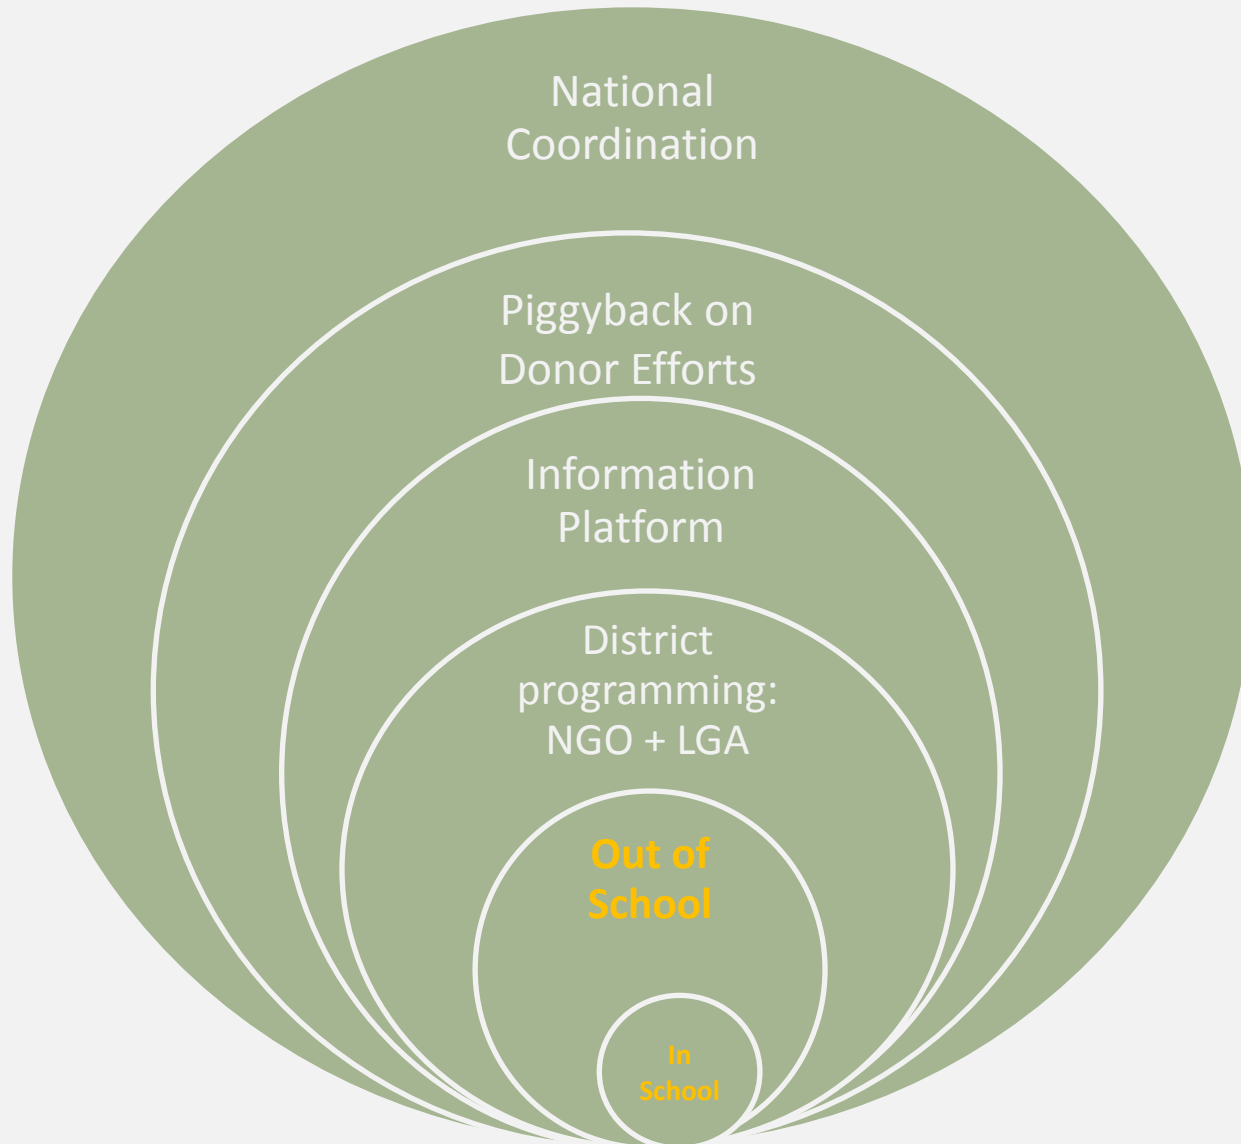 National
Coordination
Piggyback on
Donor Efforts
Information
Platform
District
programming:
NGO + LGA
Out of
School
In
School